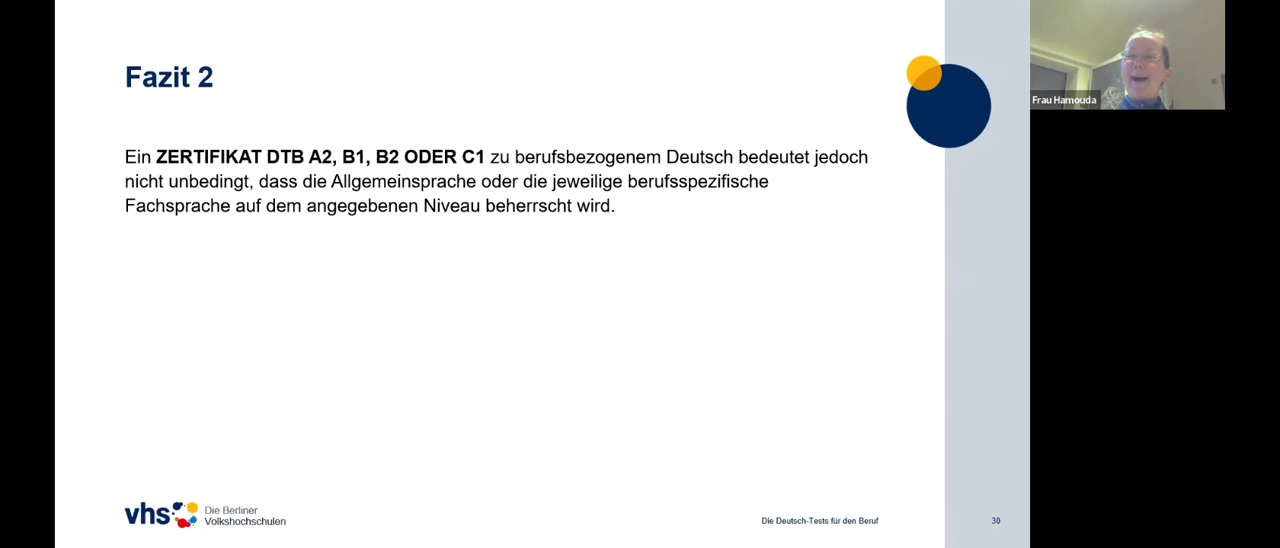 Fazit 2
Ein ZERTIFIKAT DTB A2, B1, B2 ODER C1 zu berufsbezogenem Deutsch bedeutet jedoch
nicht unbedingt, dass die Allgemeinsprache oder die jeweilige berufsspezifische
Fachsprache auf dem angegebenen Niveau beherrscht wird.
Frau Hamouda
vhs
Die Berliner
Volkshochschulen
Die Deutsch-Tests für den Beruf
30